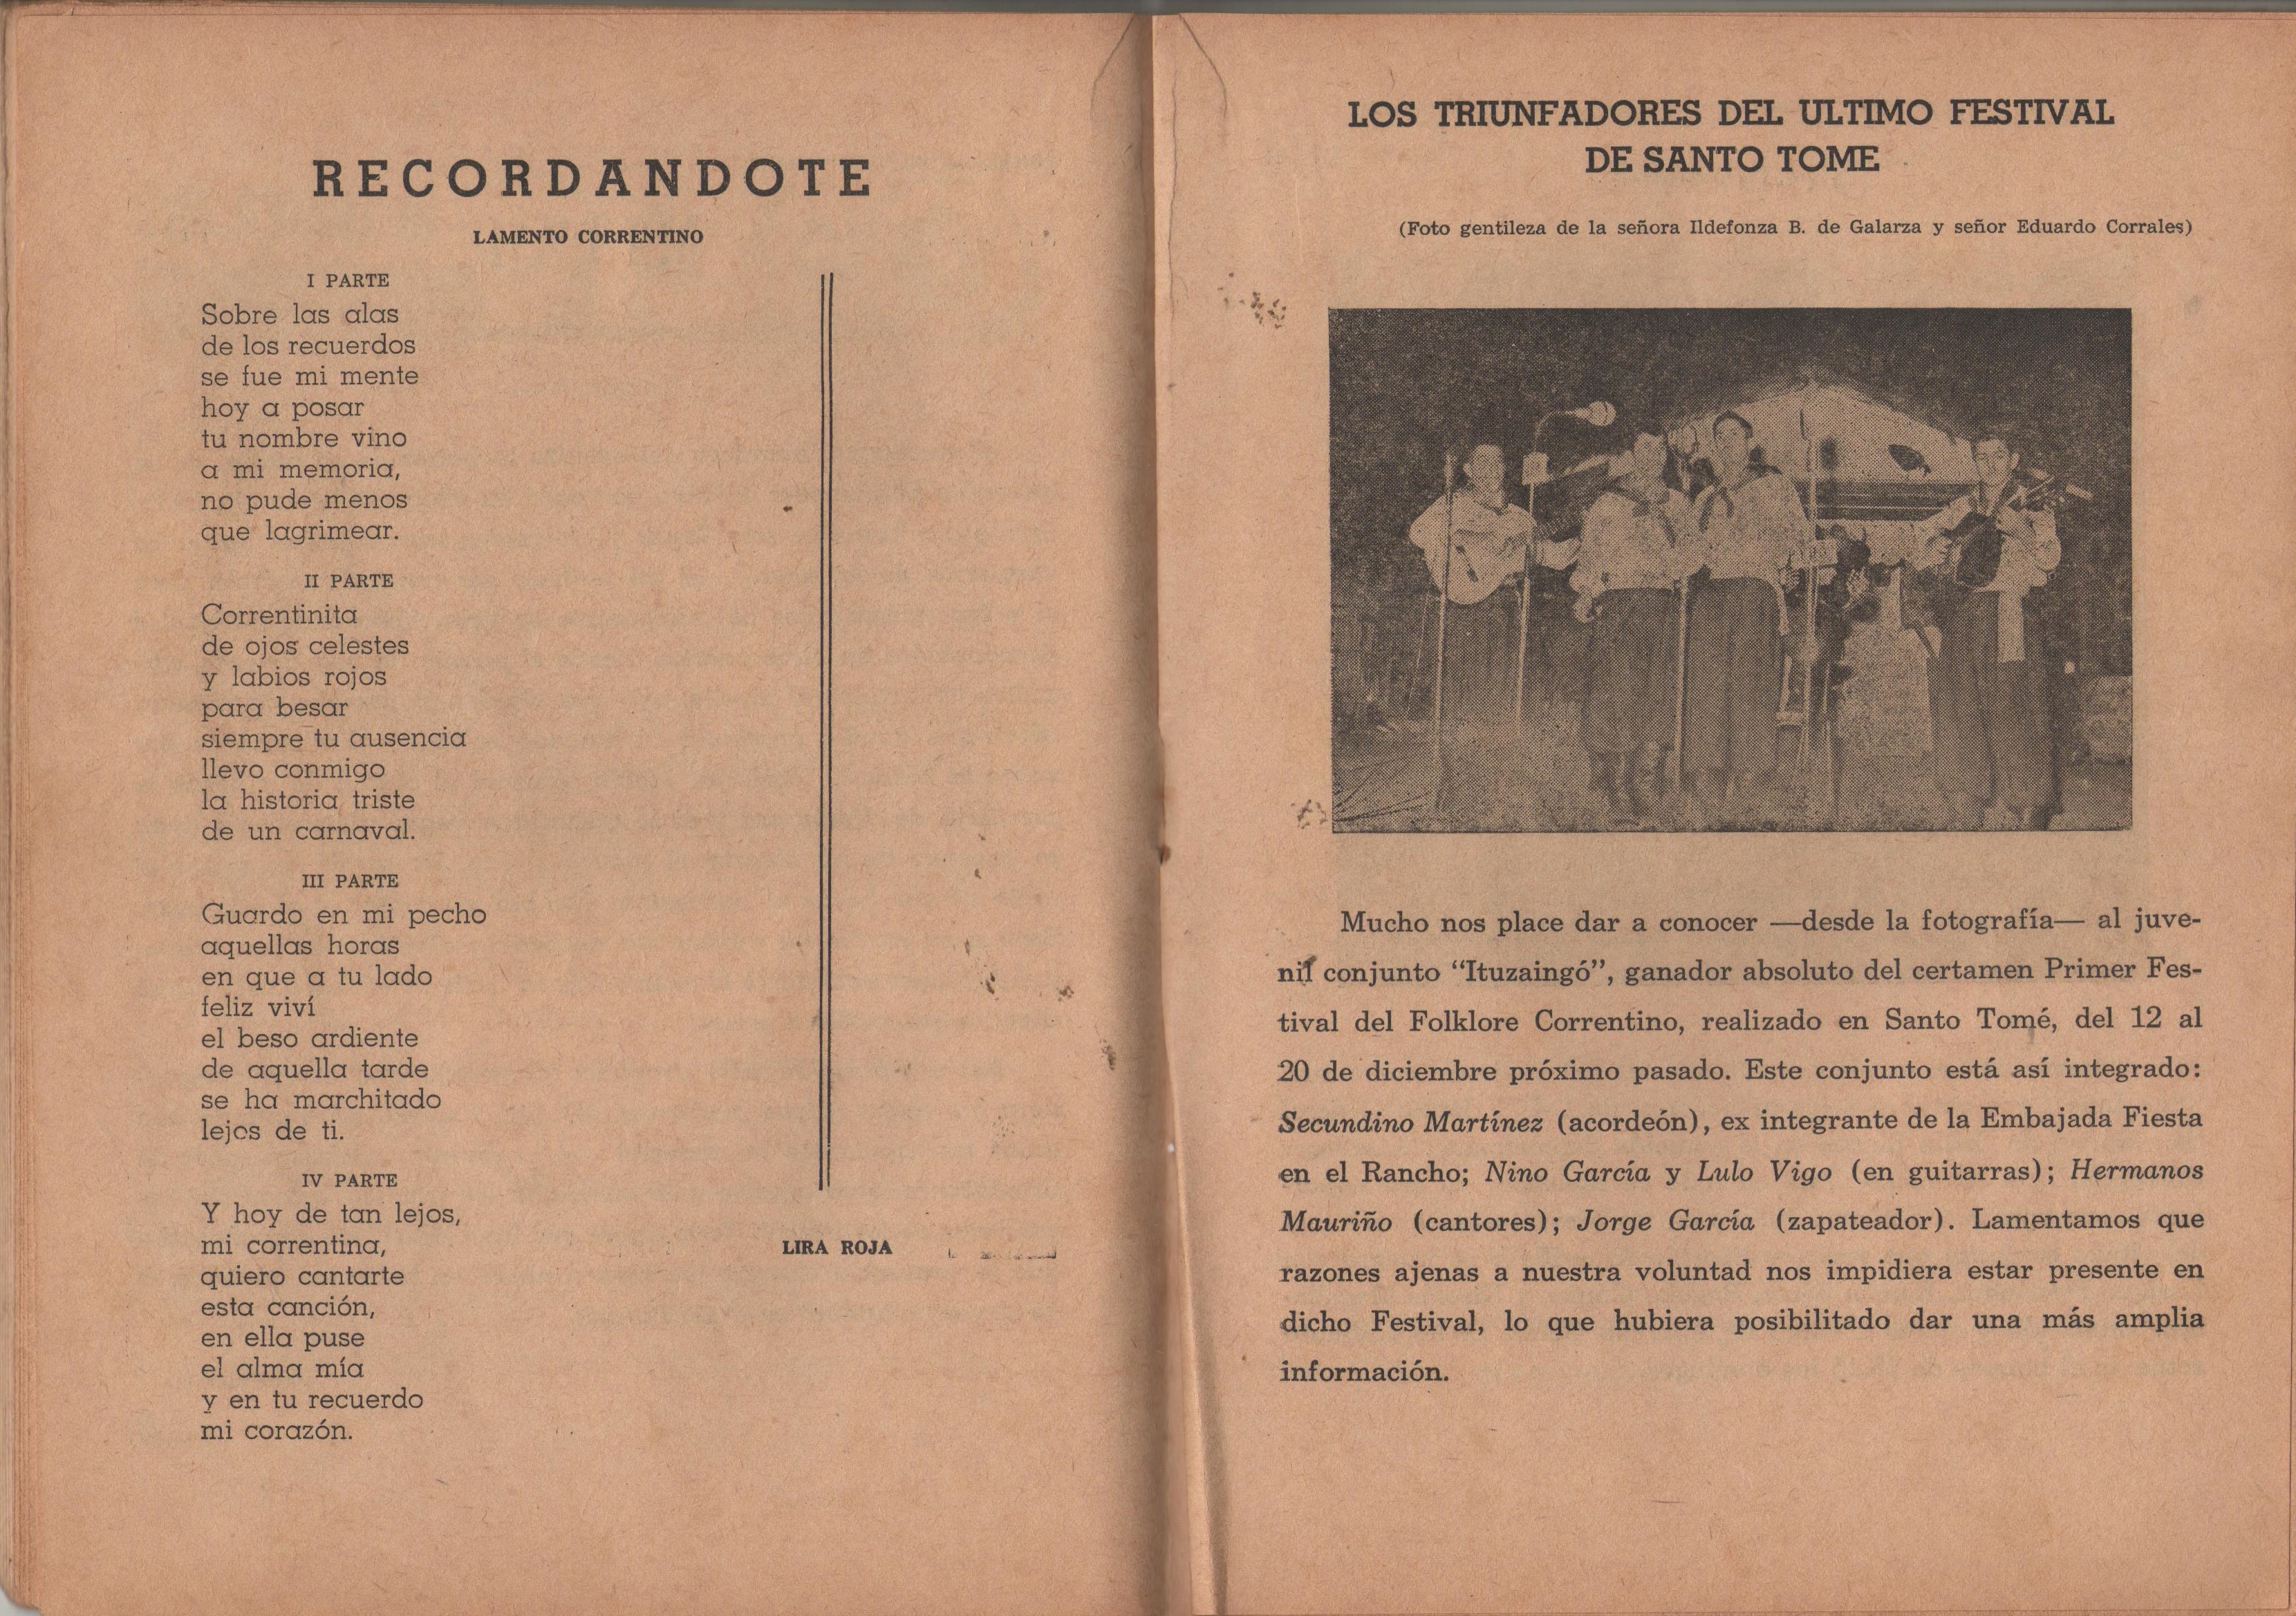 RECORDANDOTE
LAMENTO CORRENTINO
I PARTE
Sobre las alas
de los recuerdos
se fue mi mente
hoy a posar
tu nombre vino
a mi memoria,
no pude menos
que lagrimear.
II PARTE
Correntinita
de ojos celestes
y labios rojos
para besar
siempre tu ausencia
llevo conmigo
la historia triste
de un carnaval.
III PARTE
Guardo en mi pecho
aquellas horas
en que a tu lado
feliz viví
el beso ardiente
de aquella tarde
se ha marchitado
lejos de ti.
IV PARTE
Y hoy de tan lejos,
mi correntina,
quiero cantarte
esta canción,
en ella puse
el alma mía
y en tu recuerdo
mi corazón.
LIRA ROJA
LOS TRIUNFADORES DEL ULTIMO FESTIVAL
DE SANTO TOME
(Foto gentileza de la señora Ildefonza B. de Galarza y señor Eduardo Corrales)
Mucho nos place dar a conocer —desde la fotografía— al juve-
nil conjunto “Ituzaingó”, ganador absoluto del certamen Primer Fes-
tival del Folklore Correntino, realizado en Santo Tomé, del 12 al
20 de diciembre próximo pasado. Este conjunto está así integrado:
Secundino Martínez (acordeón), ex integrante de la Embajada Fiesta
en el Rancho; Nino García y Lulo Vigo (en guitarras); Hermanos
Mauriño (cantores); Jorge García (zapateador). Lamentamos que
razones ajenas a nuestra voluntad nos impidiera estar presente en
dicho Festival, lo que hubiera posibilitado dar una más amplia
información.